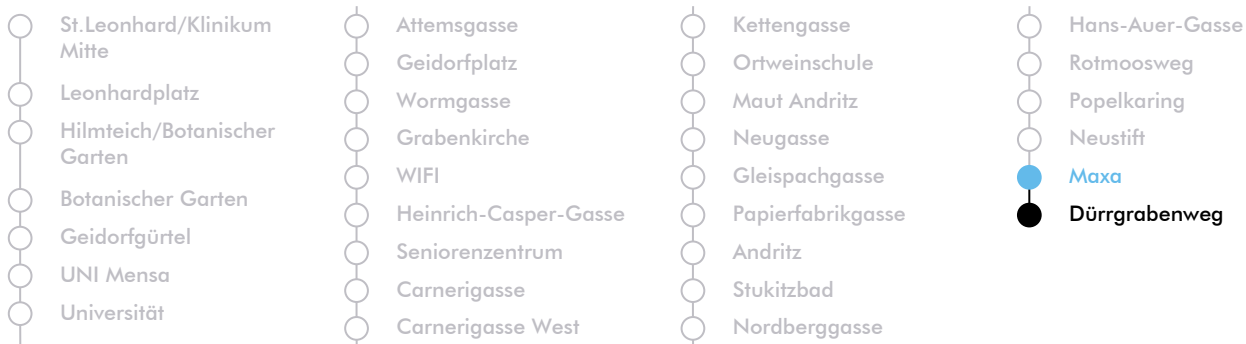 St.Leonhard/Klinikum
Mitte
Leonhardplatz
Hilmteich/Botanischer
Garten
Botanischer Garten
Geidorfgürtel
UNI Mensa
Universität
Attemsgasse
Geidorfplatz
Wormgasse
Grabenkirche
WIFI
Heinrich-Casper-Gasse
Seniorenzentrum
Carnerigasse
Carnerigasse West
Kettengasse
Ortweinschule
Maut Andritz
Neugasse
Gleispachgasse
Papierfabrikgasse
Andritz
Stukitzbad
Nordberggasse
Hans-Auer-Gasse
Rotmoosweg
Popelkaring
Neustift
Maxa
Dürrgrabenweg